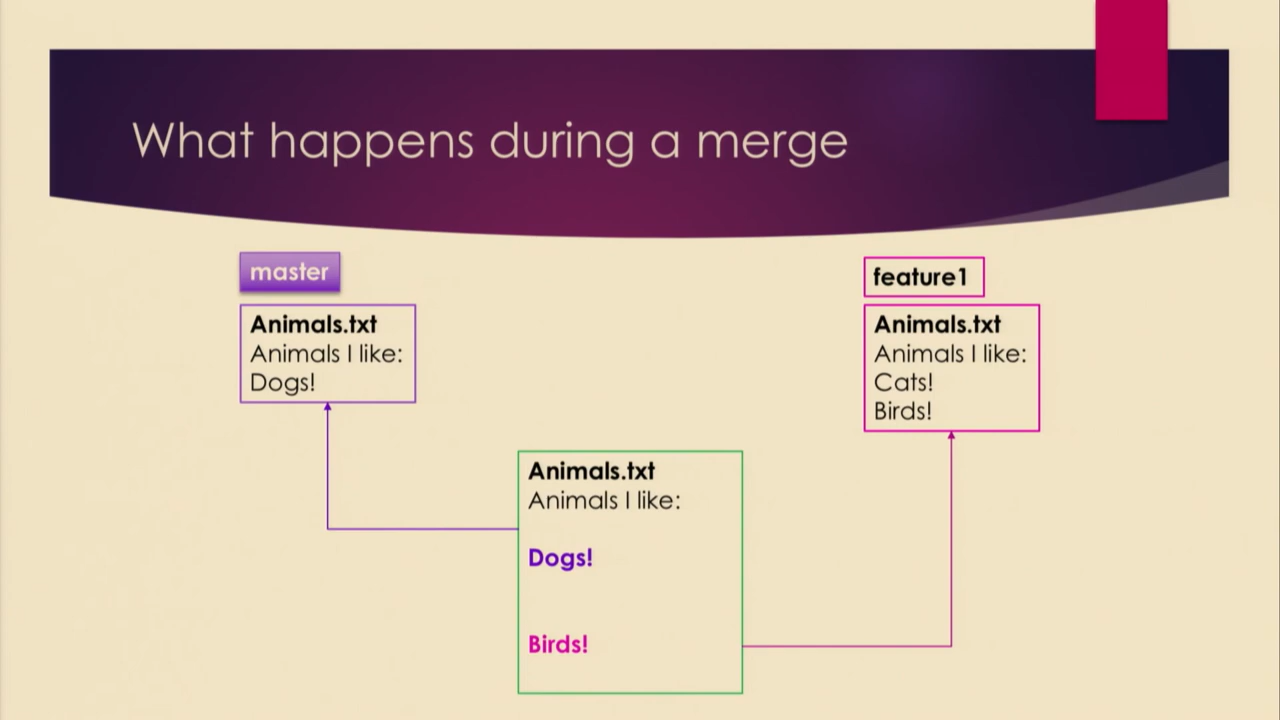 What happens during a merge
master
Animals.txt
Animals I like:
Dogs!
feature1
Animals.txt
Animals I like:
Cats!
Birds!
Animals.txt
Animals I like:
Dogs!
Birds!